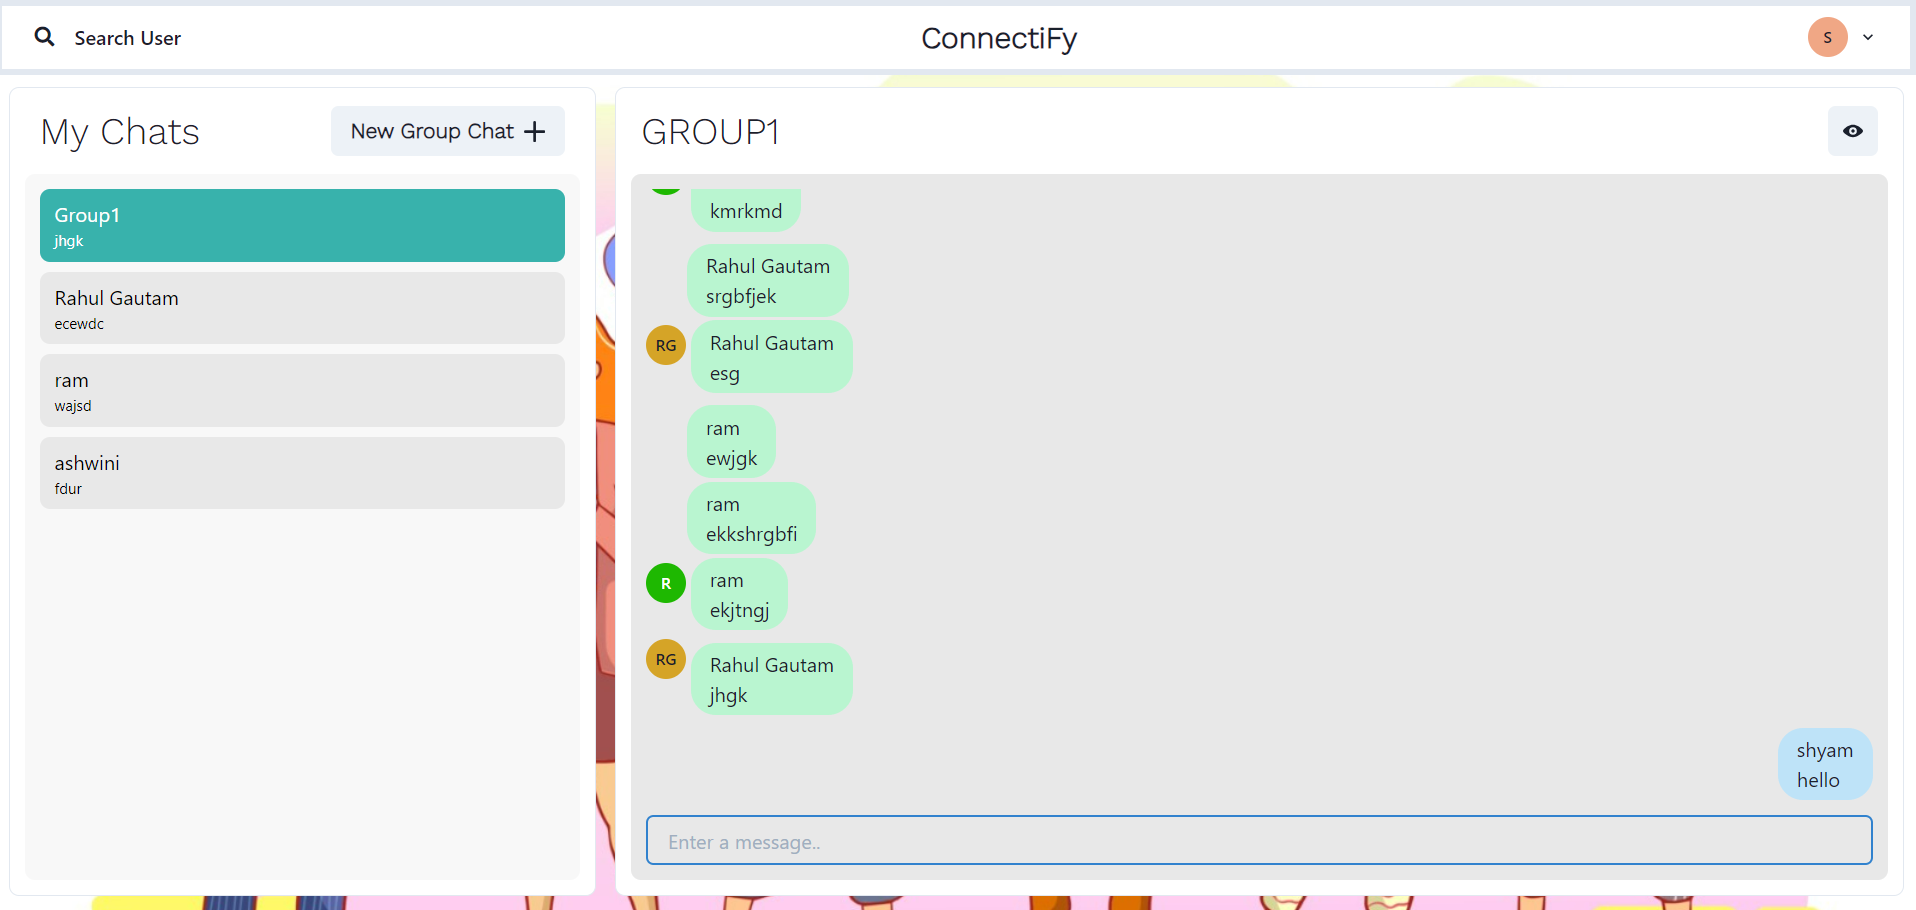 Search User
ConnectiFy
S
My Chats
New Group Chat
Group1
jhgk
Rahul Gautam
ecewdc
ram
wajsd
ashwini
fdur
GROUP1
kmrkmd
Rahul Gautam
srgbfjek
RG
Rahul Gautam
esg
ram
ewjgk
ram
ekkshrgbfi
R
ram
ekjtngj
RG
Rahul Gautam
jhgk
shyam
hello
Enter a message..